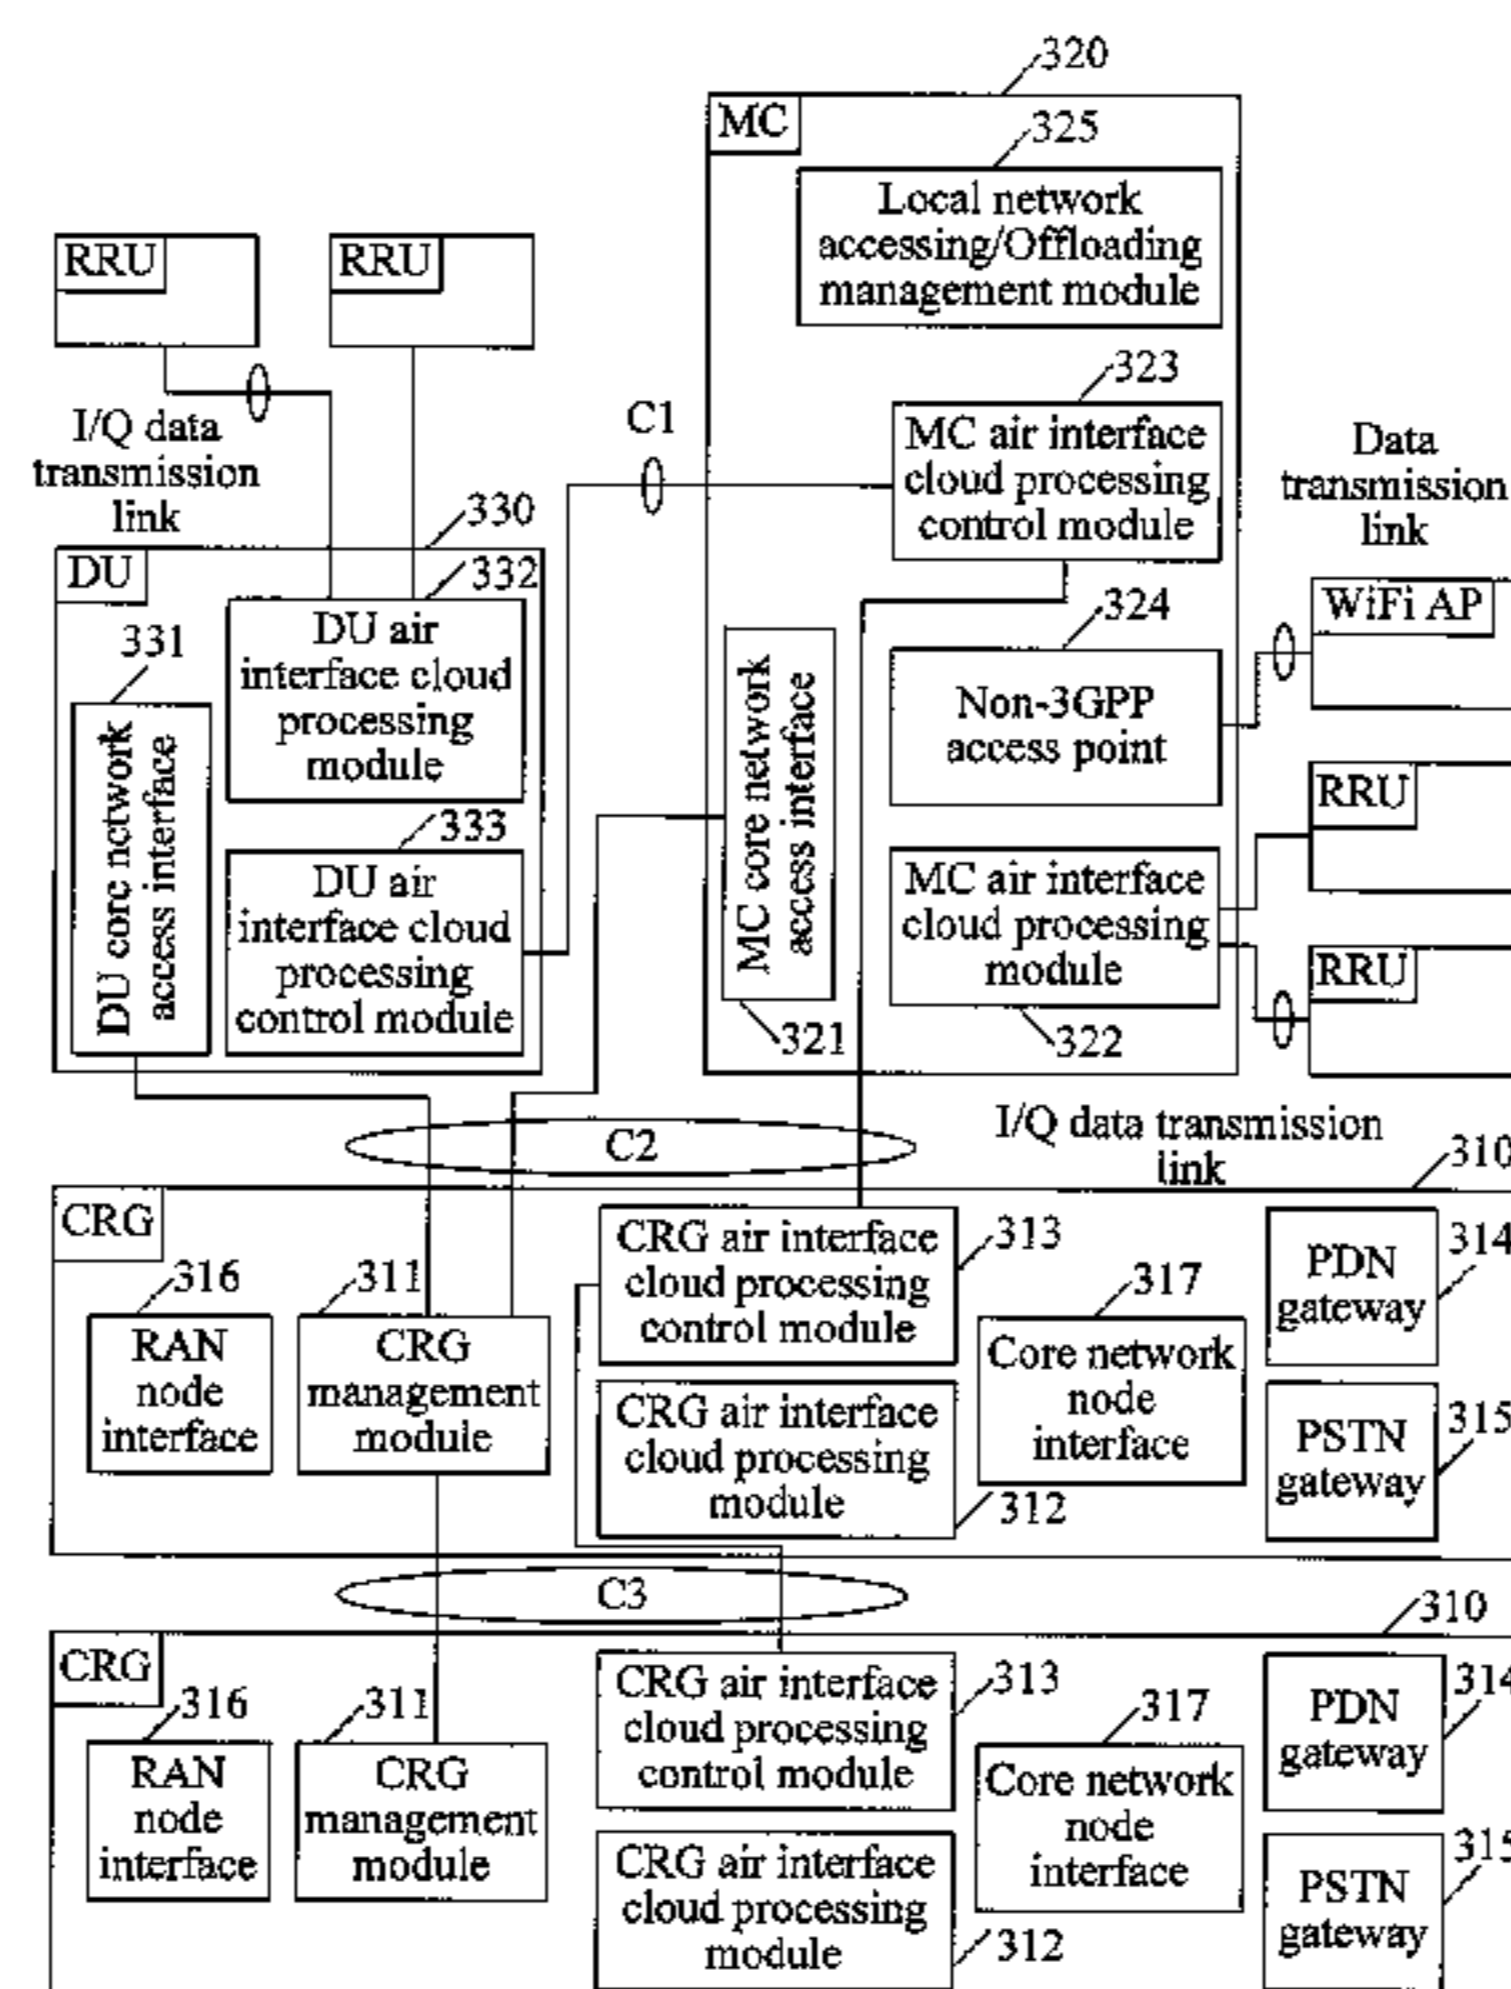 320
MC
325
Local network
accessing/Offloading
management module
RRU
RRU
323
C1
MC air interface
cloud processing
control module
I/Q data
transmission
link
Data
transmission
link
330
DU
332
324
WiFi AP
331
DU air
interface cloud
processing
module
Non-3GPP
access point
DU core network
access interface
MC core network
access interface
RRU
333
DU air
interface cloud
processing
control module
MC air interface
cloud processing
module
RRU
321
322
C2
I/Q data transmission
link
310
CRG
316
311
CRG air interface
cloud processing
control module
313
317
PDN
gateway
314
RAN
node
interface
CRG
management
module
CRG air interface
cloud processing
module
312
Core network
node
interface
PSTN
gateway
315
C3
310
CRG
316
311
CRG air interface
cloud processing
control module
313
317
PDN
gateway
314
RAN
node
interface
CRG
management
module
CRG air interface
cloud processing
module
312
Core network
node
interface
PSTN
gateway
315